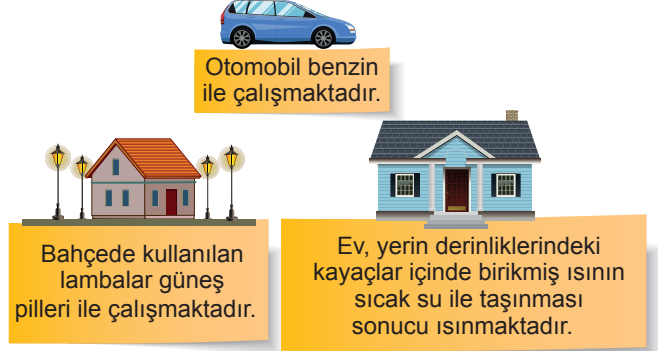 Otomobil benzin
ile çalışmaktadır.
Bahçede kullanılan
lambalar güneş
pilleri ile çalışmaktadır.
Ev, yerin derinliklerindeki
kayaçlar içinde birikmiş ısının
sıcak su ile taşınması
sonucu ısınmaktadır.